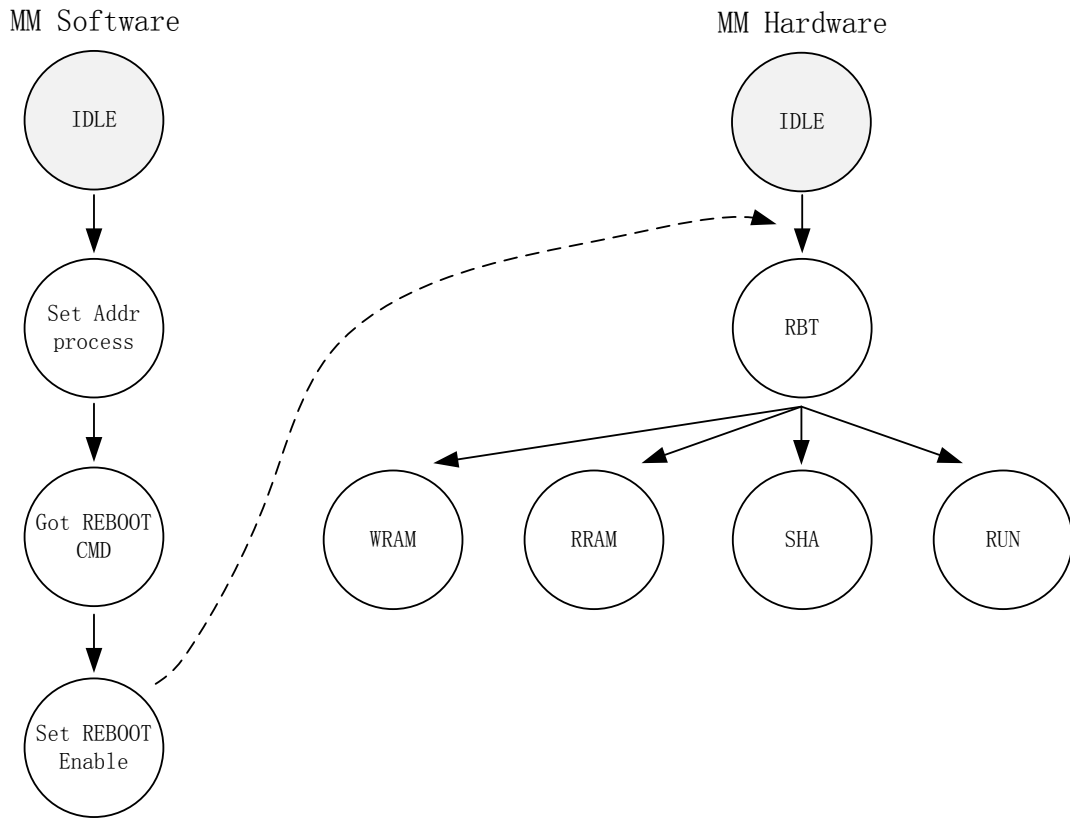 MM Software
IDLE
Set Addr
process
Got REBOOT
CMD
Set REBOOT
Enable
MM Hardware
IDLE
RBT
WRAM
RRAM
SHA
RUN